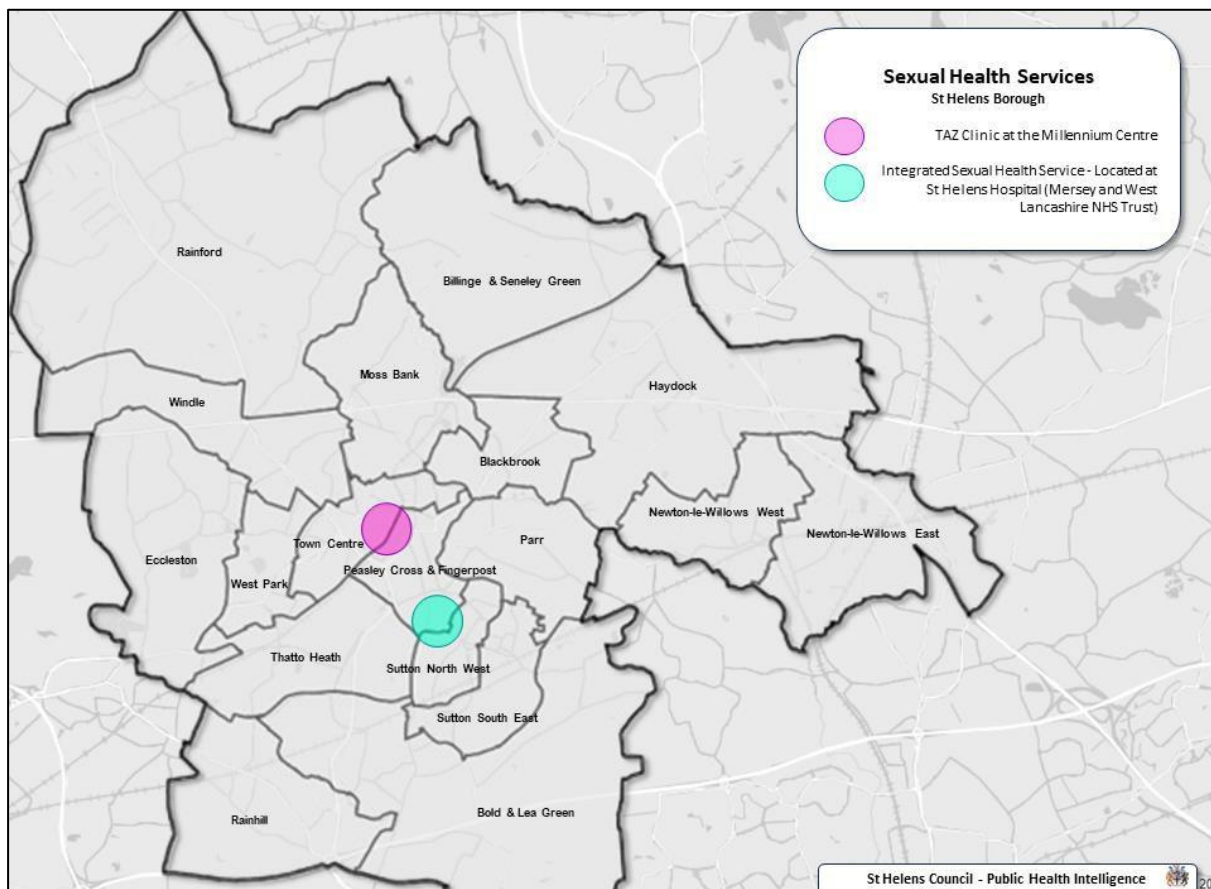 Sexual Health Services
St Helens Borough
TAZ Clinic at the Millennium Centre
Integrated Sexual Health Service - Located at
St Helens Hospital (Mersey and West
Lancashire NHS Trust)
Rainford
Billinge & Seneley Green
Moss Bank
Haydock
Windle
Blackbrook
Newton-le-Willows West
Newton-le-Willows East
Town Centre
Parr
Eccleston
West Park
Peasley Cross & Fingerpost
Thatto Heath
Sutton North West
Sutton South East
Bold & Lea Green
Rainhill
St Helens Council - Public Health Intelligence
20